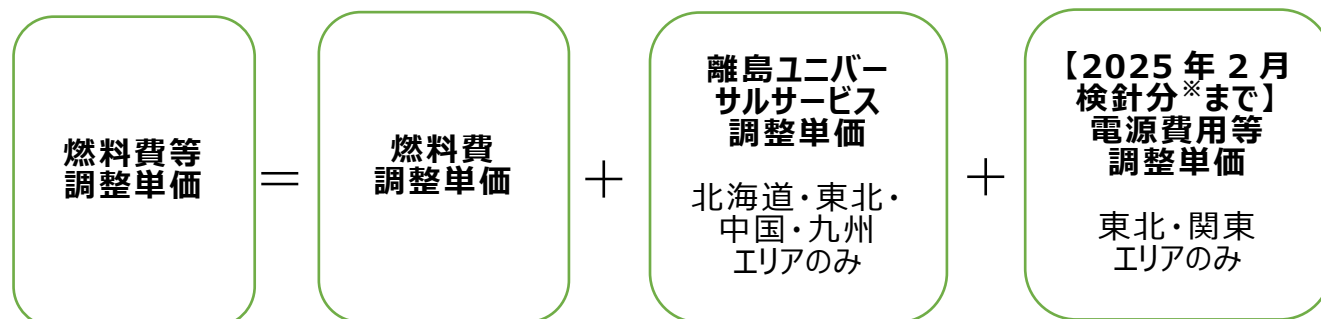 燃料費等
調整単価
＝
燃料費
調整単価
＋
離島ユニバー
サルサービス
調整単価
北海道・東北・
中国・九州
エリアのみ
＋
【2025年2月
検針分※まで】
電源費用等
調整単価
東北・関東
エリアのみ